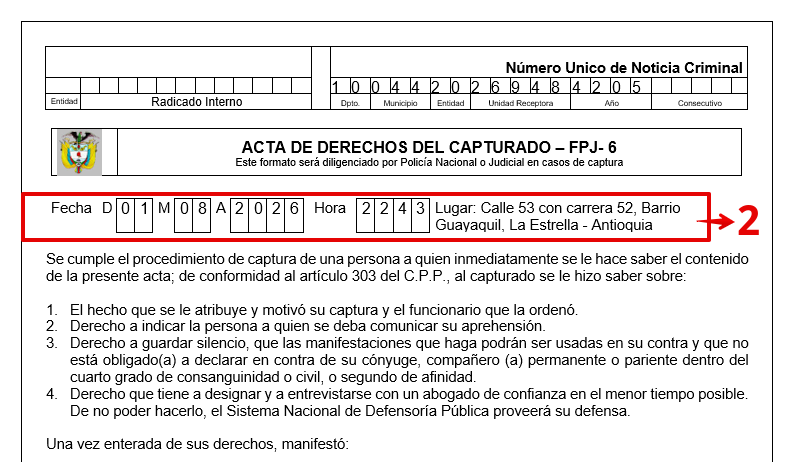 Número Unico de Noticia Criminal
1 0 0 4 4 2 0 2 6 9 4 8 4 2 0 5
Entidad Radicado Interno Dpto. Municipio Entidad Unidad Receptora Año Consecutivo
ACTA DE DERECHOS DEL CAPTURADO – FPJ- 6
Este formato será diligenciado por Policía Nacional o Judicial en casos de captura
Fecha D 0 1 M 0 8 A 2 0 2 6 Hora 2 2 4 3 Lugar: Calle 53 con carrera 52, Barrio
Guayaquil, La Estrella - Antioquia
2
Se cumple el procedimiento de captura de una persona a quien inmediatamente se le hace saber el contenido
de la presente acta; de conformidad al artículo 303 del C.P.P., al capturado se le hizo saber sobre:
1. El hecho que se le atribuye y motivó su captura y el funcionario que la ordenó.
2. Derecho a indicar la persona a quien se deba comunicar su aprehensión.
3. Derecho a guardar silencio, que las manifestaciones que haga podrán ser usadas en su contra y que no
está obligado(a) a declarar en contra de su cónyuge, compañero (a) permanente o pariente dentro del
cuarto grado de consanguinidad o civil, o segundo de afinidad.
4. Derecho que tiene a designar y a entrevistarse con un abogado de confianza en el menor tiempo posible.
De no poder hacerlo, el Sistema Nacional de Defensoría Pública proveerá su defensa.
Una vez enterada de sus derechos, manifestó: